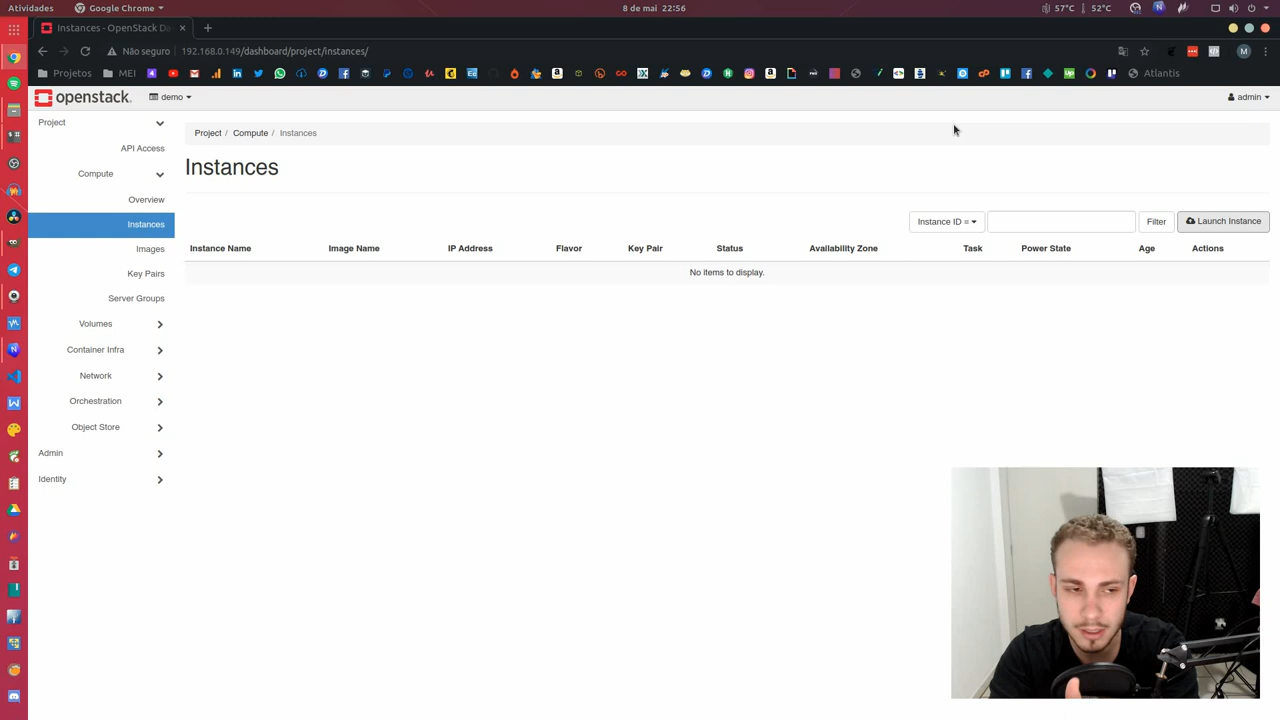 Atividades
Google Chrome
8 de mai 22:56
57°C
52°C
Instances - OpenStack Da
Não seguro
192.168.0.149/dashboard/project/instances/
M
Projetos
MEI
Atlantis
openstack.
demo
admin
Project
API Access
Compute
Overview
Instances
Images
Key Pairs
Server Groups
Volumes
Container Infra
Network
Orchestration
Object Store
Admin
Identity
Project / Compute / Instances
Instances
Instance ID =
Filter
Launch Instance
Instance Name Image Name IP Address Flavor Key Pair Status Availability Zone Task Power State Age Actions
No items to display.